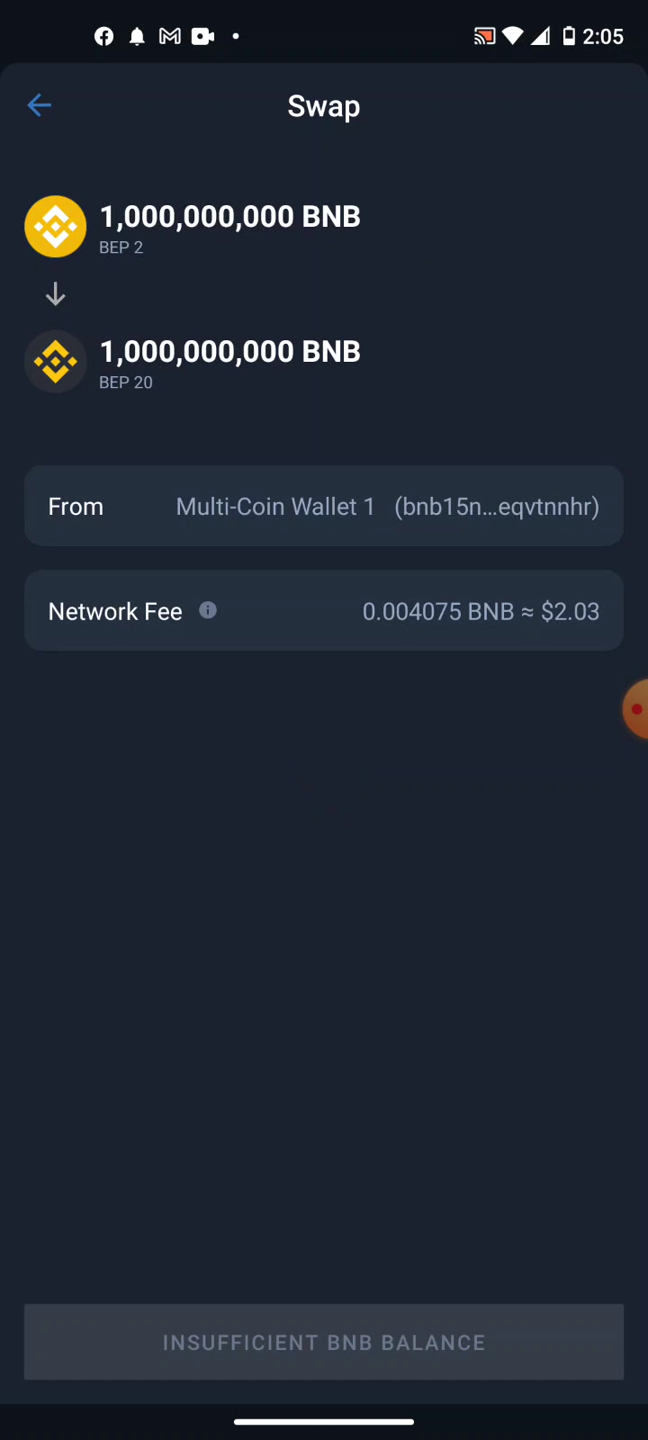 2:05
Swap
1,000,000,000 BNB
BEP 2
1,000,000,000 BNB
BEP 20
From Multi-Coin Wallet 1 (bnb15n...eqvtnnhr)
Network Fee 0.004075 BNB ≈ $2.03
INSUFFICIENT BNB BALANCE